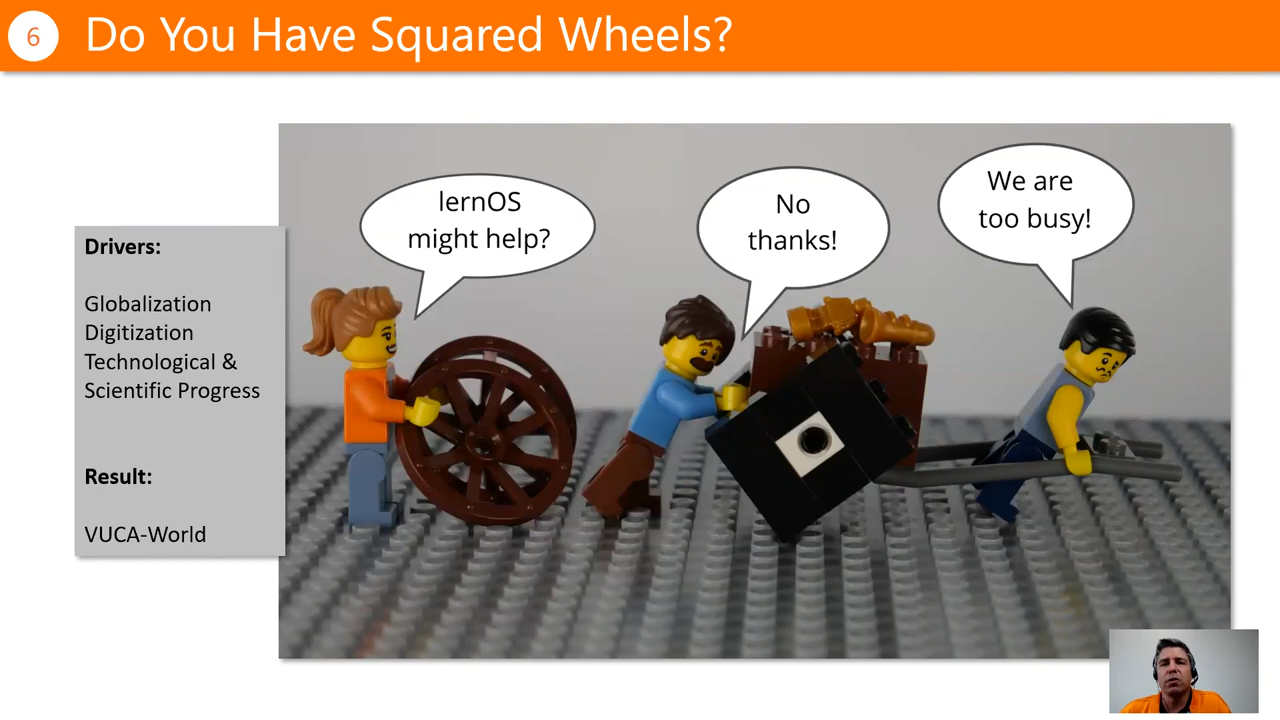 6
Do You Have Squared Wheels?
lernOS
might help?
No
thanks!
We are
too busy!
Drivers:
Globalization
Digitization
Technological &
Scientific Progress
Result:
VUCA-World